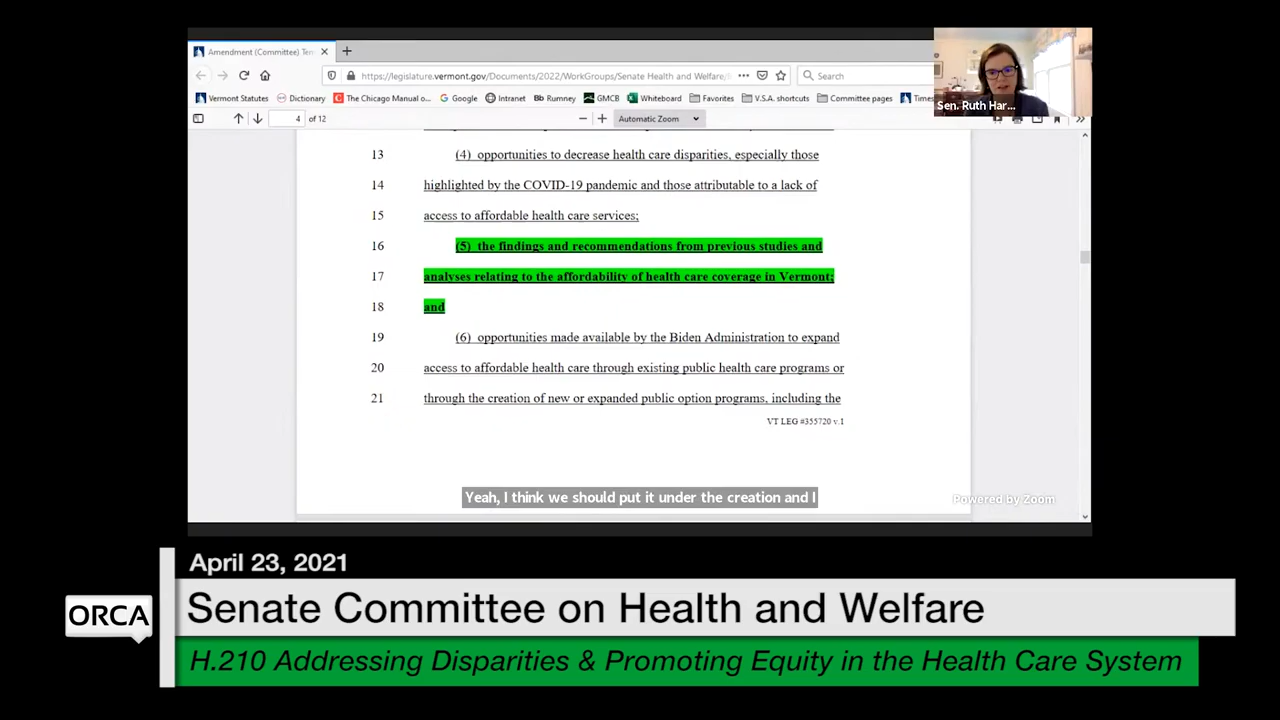 Amendment (Committee) Ten
https://legislature.vermont.gov/Documents/2022/WorkGroups/Senate Health and Welfare/
Search
Vermont Statutes
Dictionary
The Chicago Manual o...
Google
Intranet
Bb Rumney
GMCB
Whiteboard
Favorites
V.S.A. shortcuts
Committee pages
Times
Sen. Ruth Har...
4 of 12
Automatic Zoom
13 (4) opportunities to decrease health care disparities, especially those
14 highlighted by the COVID-19 pandemic and those attributable to a lack of
15 access to affordable health care services;
16 (5) the findings and recommendations from previous studies and
17 analyses relating to the affordability of health care coverage in Vermont;
18 and
19 (6) opportunities made available by the Biden Administration to expand
20 access to affordable health care through existing public health care programs or
21 through the creation of new or expanded public option programs, including the
VT LEG #355720 v.1
Yeah, I think we should put it under the creation and I
Powered by Zoom
April 23, 2021
ORCA
Senate Committee on Health and Welfare
H.210 Addressing Disparities & Promoting Equity in the Health Care System